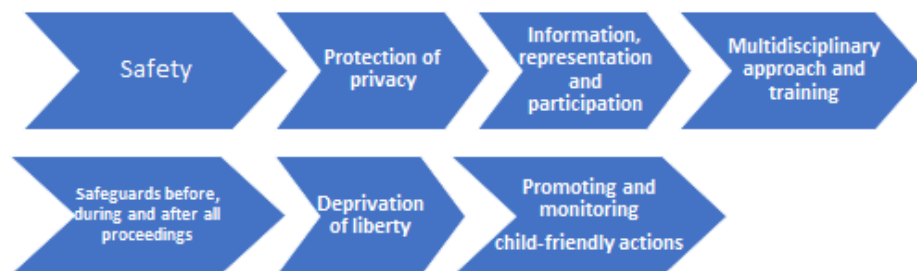 Safety
Protection of
privacy
Information,
representation
and
participation
Multidisciplinary
approach and
training
Safeguards before,
during and after all
proceedings
Deprivation
of liberty
Promoting and
monitoring
child-friendly actions